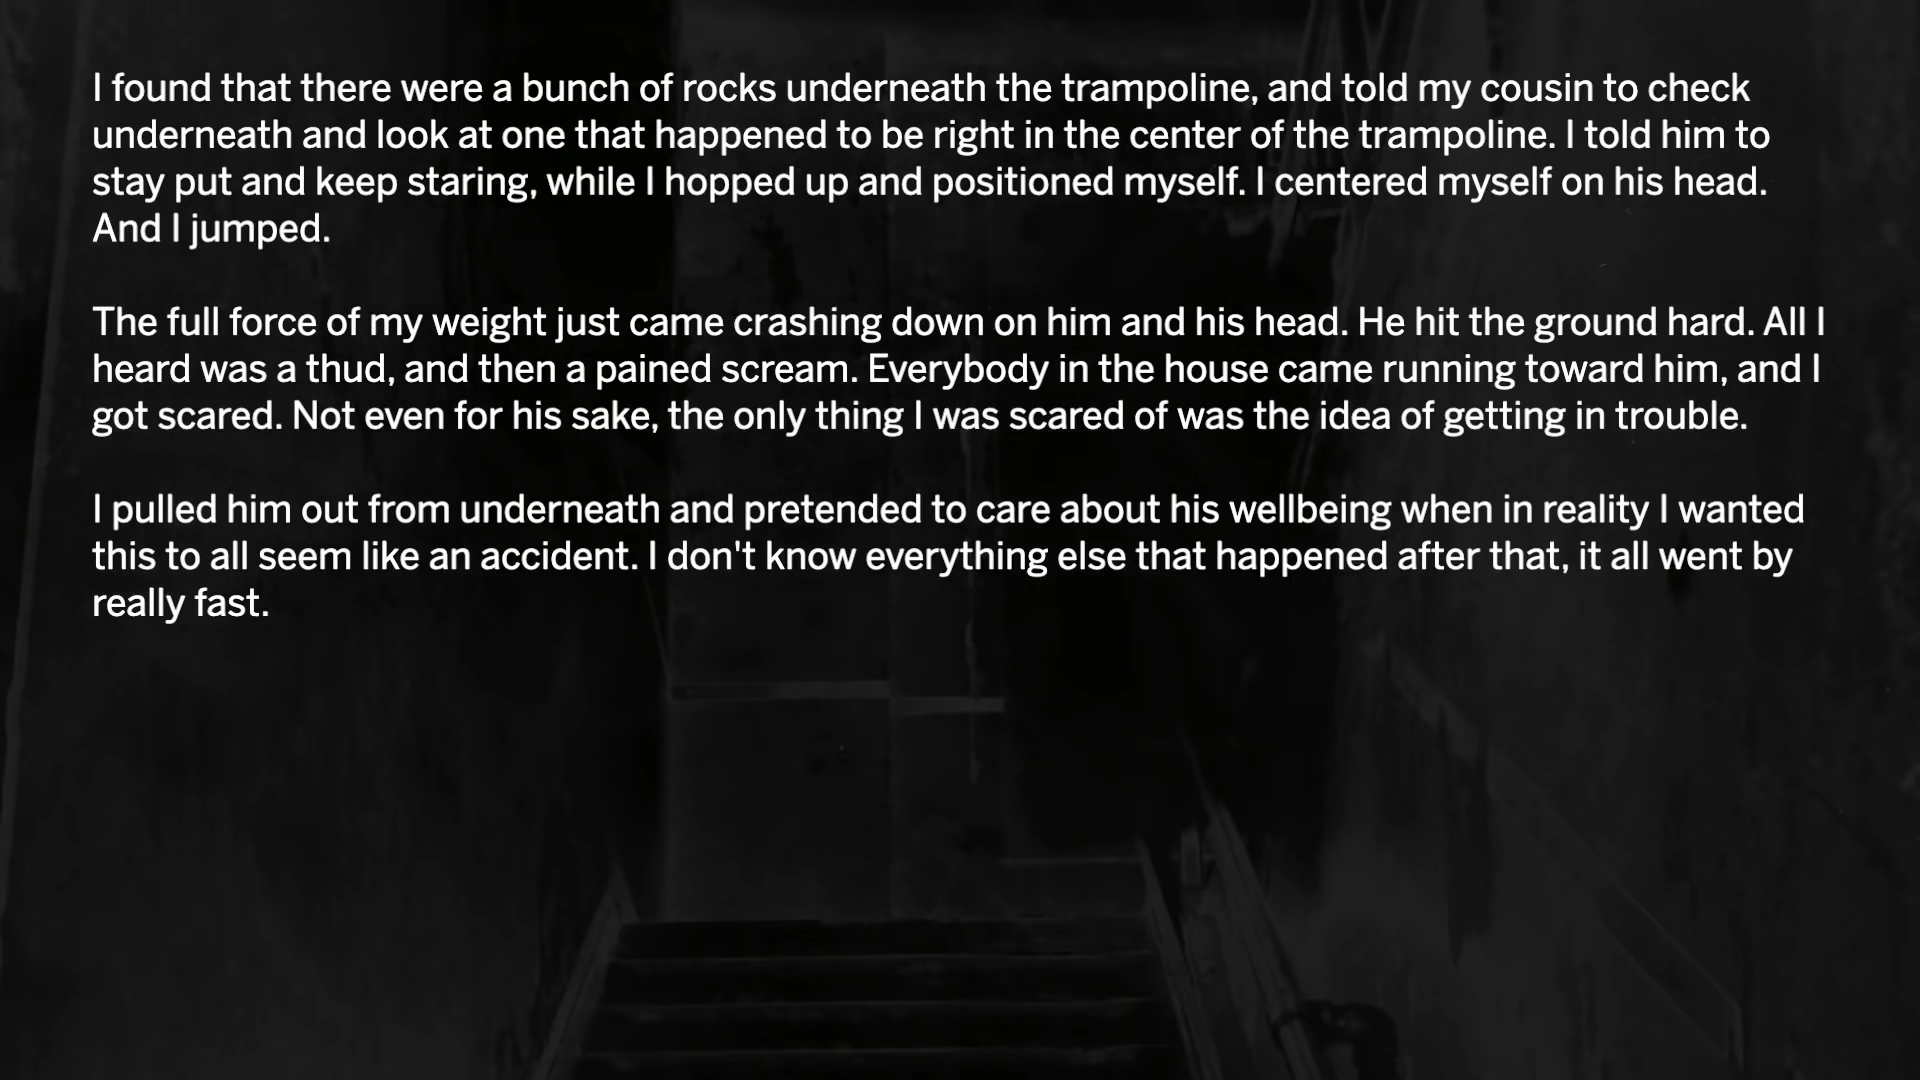 I found that there were a bunch of rocks underneath the trampoline, and told my cousin to check
underneath and look at one that happened to be right in the center of the trampoline. I told him to
stay put and keep staring, while I hopped up and positioned myself. I centered myself on his head.
And I jumped.
The full force of my weight just came crashing down on him and his head. He hit the ground hard. All I
heard was a thud, and then a pained scream. Everybody in the house came running toward him, and I
got scared. Not even for his sake, the only thing I was scared of was the idea of getting in trouble.
I pulled him out from underneath and pretended to care about his wellbeing when in reality I wanted
this to all seem like an accident. I don't know everything else that happened after that, it all went by
really fast.